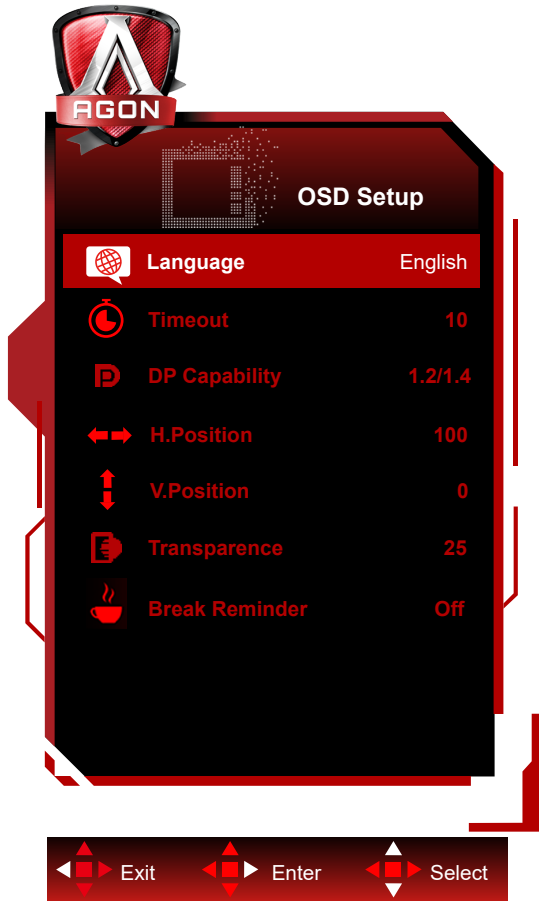 AGON
OSD Setup
Language English
Timeout 10
DP Capability 1.2/1.4
H.Position 100
V.Position 0
Transparence 25
Break Reminder Off
Exit Enter Select